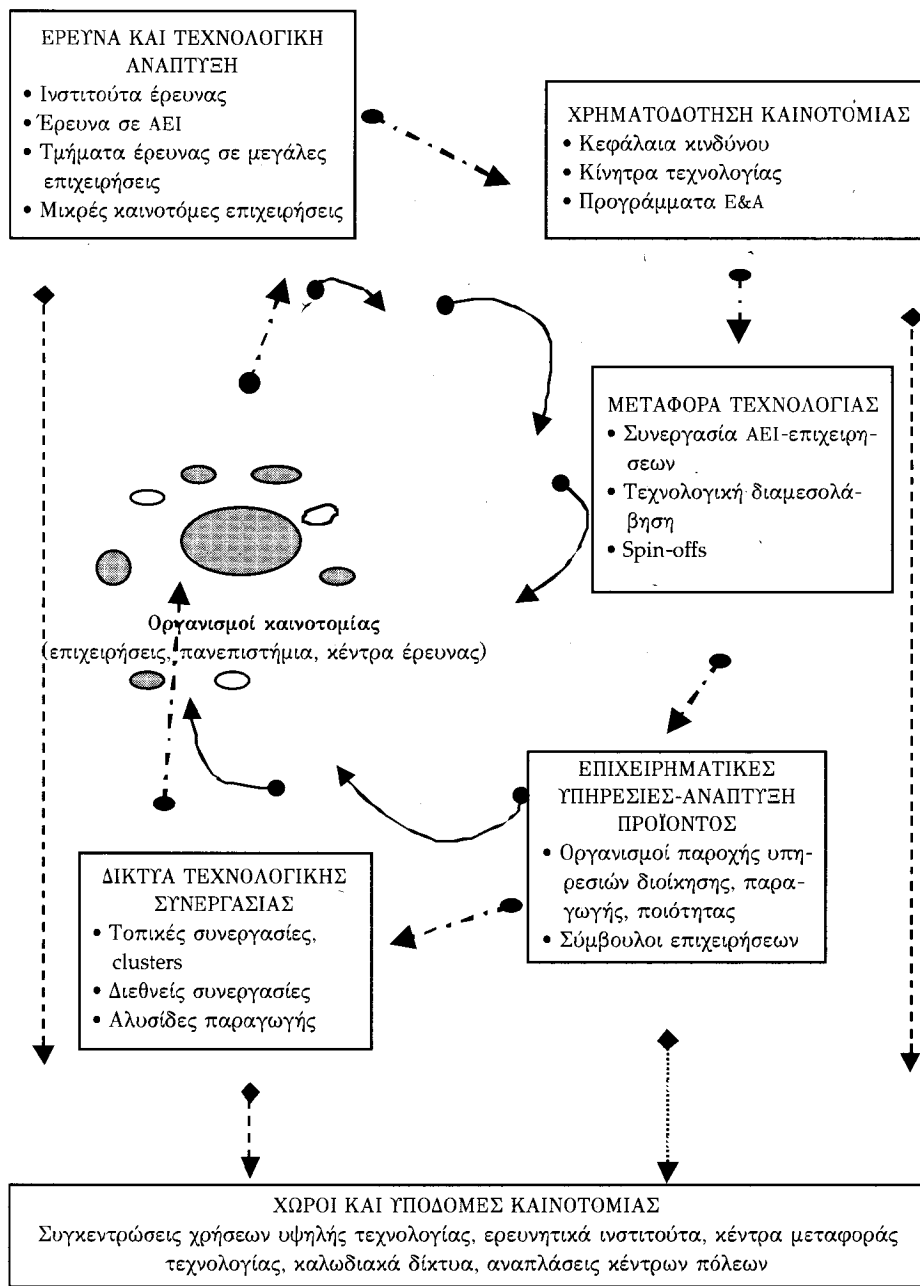 ΕΡΕΥΝΑ ΚΑΙ ΤΕΧΝΟΛΟΓΙΚΗ
ΑΝΑΠΤΥΞΗ
• Ινστιτούτα έρευνας
• Έρευνα σε ΑΕΙ
• Τμήματα έρευνας σε μεγάλες
επιχειρήσεις
• Μικρές καινοτόμες επιχειρήσεις
ΧΡΗΜΑΤΟΔΟΤΗΣΗ ΚΑΙΝΟΤΟΜΙΑΣ
• Κεφάλαια κινδύνου
• Κίνητρα τεχνολογίας
• Προγράμματα Ε&Α
ΜΕΤΑΦΟΡΑ ΤΕΧΝΟΛΟΓΙΑΣ
• Συνεργασία ΑΕΙ-επιχειρή-
σεων
• Τεχνολογική διαμεσολά-
βηση
• Spin-offs
Οργανισμοί καινοτομίας
(επιχειρήσεις, πανεπιστήμια, κέντρα έρευνας)
ΕΠΙΧΕΙΡΗΜΑΤΙΚΕΣ
ΥΠΗΡΕΣΙΕΣ-ΑΝΑΠΤΥΞΗ
ΠΡΟΪΟΝΤΟΣ
• Οργανισμοί παροχής υπη-
ρεσιών διοίκησης, παρα-
γωγής, ποιότητας
• Σύμβουλοι επιχειρήσεων
ΔΙΚΤΥΑ ΤΕΧΝΟΛΟΓΙΚΗΣ
ΣΥΝΕΡΓΑΣΙΑΣ
• Τοπικές συνεργασίες,
clusters
• Διεθνείς συνεργασίες
• Αλυσίδες παραγωγής
ΧΩΡΟΙ ΚΑΙ ΥΠΟΔΟΜΕΣ ΚΑΙΝΟΤΟΜΙΑΣ
Συγκεντρώσεις χρήσεων υψηλής τεχνολογίας, ερευνητικά ινστιτούτα, κέντρα μεταφοράς
τεχνολογίας, καλωδιακά δίκτυα, αναπλάσεις κέντρων πόλεων